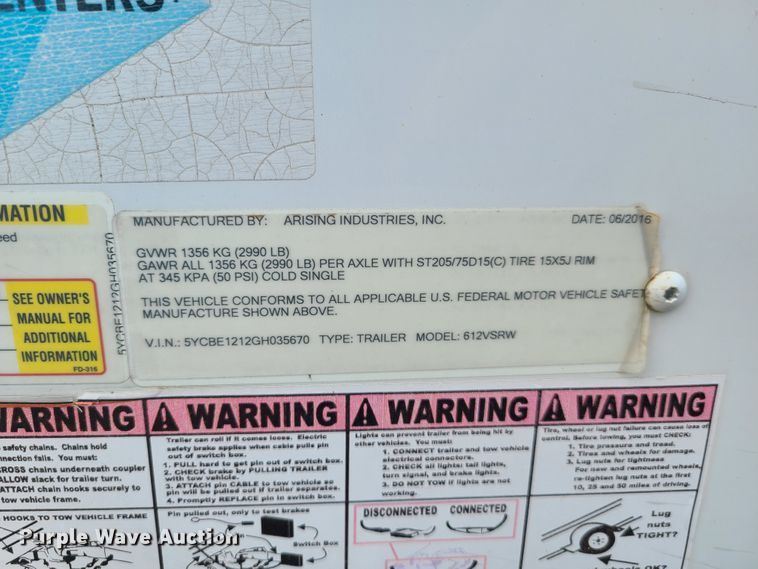 ENTERS
MATION
eed
SEE OWNER'S
MANUAL FOR
ADDITIONAL
INFORMATION
FD-316
5YCBE1212GH035670
MANUFACTURED BY: ARISING INDUSTRIES, INC. DATE: 06/2016
GVWR 1356 KG (2990 LB)
GAWR ALL 1356 KG (2990 LB) PER AXLE WITH ST205/75D15(C) TIRE 15X5J RIM
AT 345 KPA (50 PSI) COLD SINGLE
THIS VEHICLE CONFORMS TO ALL APPLICABLE U.S. FEDERAL MOTOR VEHICLE SAFET
MANUFACTURE SHOWN ABOVE.
V.I.N.: 5YCBE1212GH035670 TYPE: TRAILER MODEL: 612VSRW
WARNING
safety chains. Chains hold
nnection fails. You must:
CROSS chains underneath coupler
ALLOW slack for trailer turn.
ATTACH chain hooks securely to
tow vehicle frame.
HOOKS TO TOW VEHICLE FRAME
WARNING
Trailer can roll if it comes loose. Electric
safety brake applies when cable pulls pin
out of switch box.
1. PULL hard to get pin out of switch box.
2. CHECK brake by PULLING TRAILER
with tow vehicle.
3. ATTACH pin CABLE to tow vehicle so
pin will be pulled out if trailer separates.
4. Promptly REPLACE pin in switch box.
Pin pulled out, only to test brakes
Switch Box
WARNING
Lights can prevent trailer from being hit by
other vehicles. You must:
1. CONNECT trailer and tow vehicle
electrical connectors.
2. CHECK all lights: tail lights,
turn signal, and brake lights.
3. DO NOT TOW if lights are not
working.
DISCONNECTED CONNECTED
WARNING
Tire, wheel or lug nut failure can cause loss of
control. Before towing, you must CHECK:
1. Tire pressure and tread.
2. Tires and wheels for damage.
3. Lug nuts for tightness
For new and remounted wheels,
re-tighten lug nuts at the first
10, 25 and 50 miles of driving.
Lug
nuts
TIGHT?
wheels OK?
Purple Wave Auction